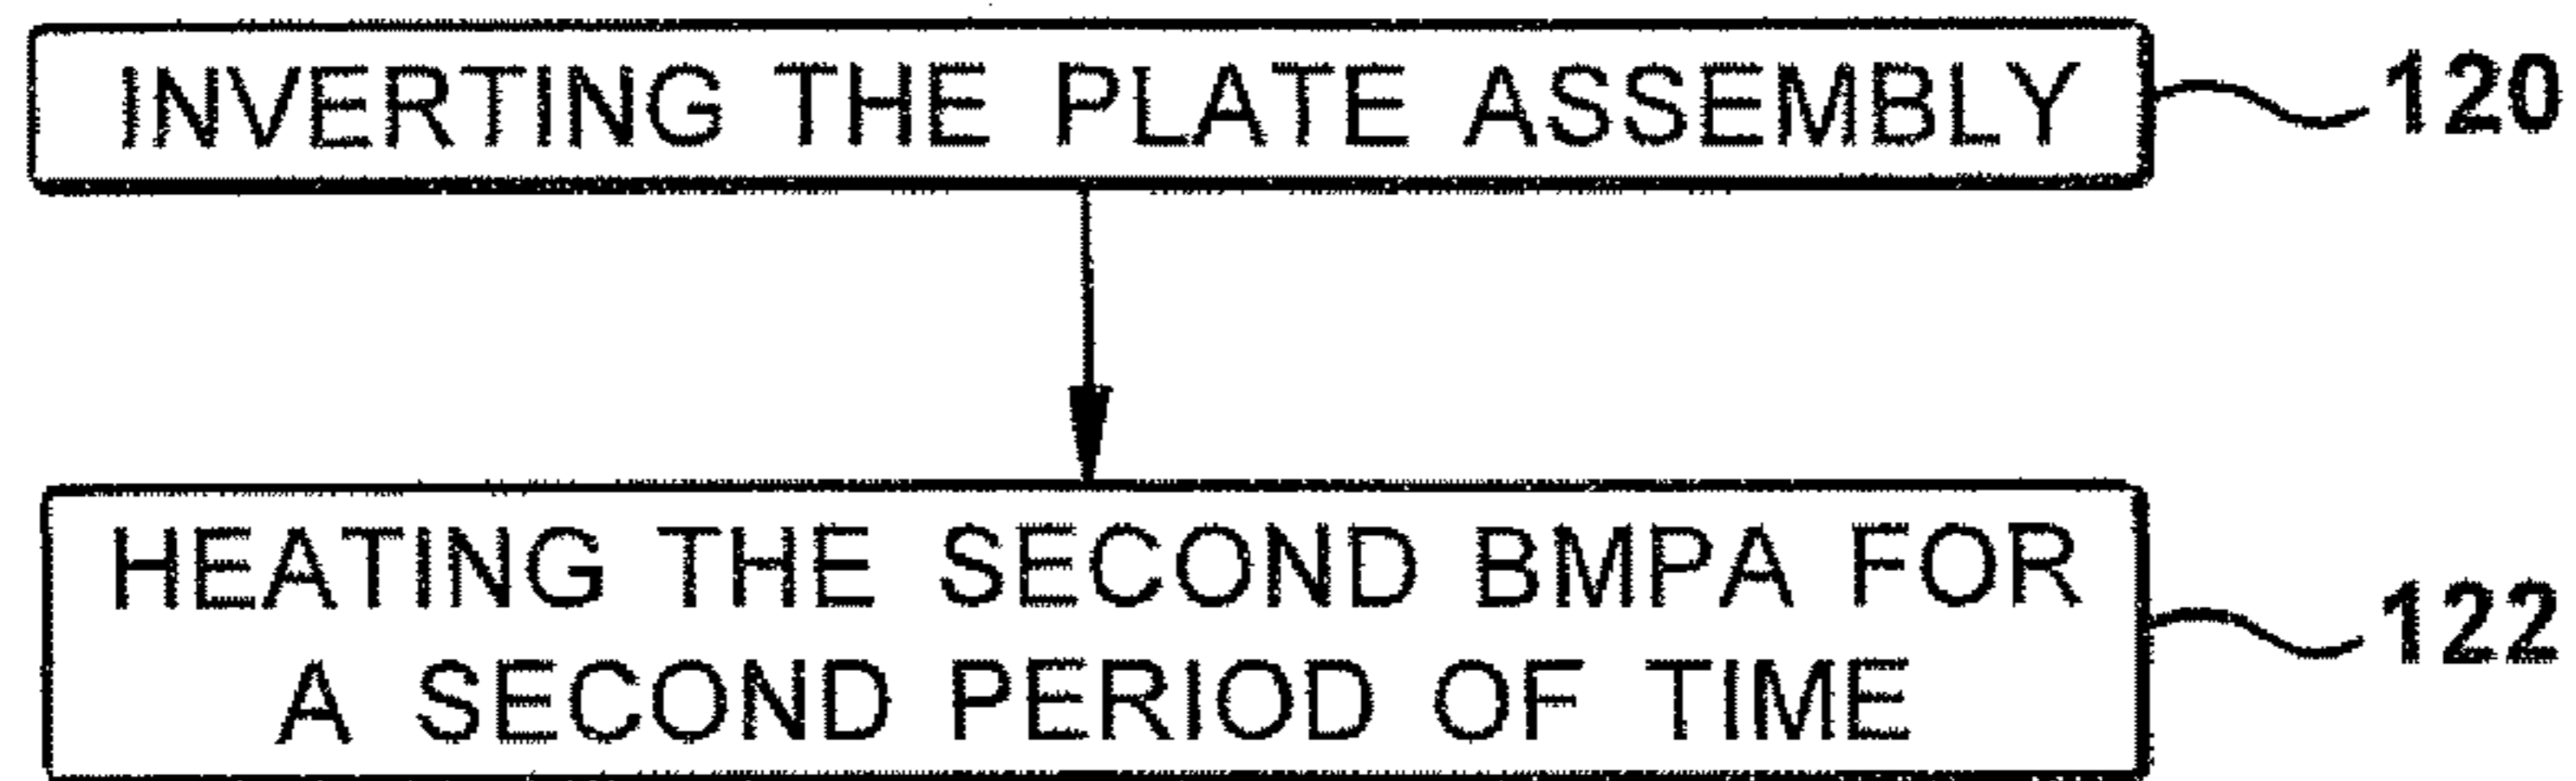 INVERTING THE PLATE ASSEMBLY
120
HEATING THE SECOND BMPA FOR
A SECOND PERIOD OF TIME
122